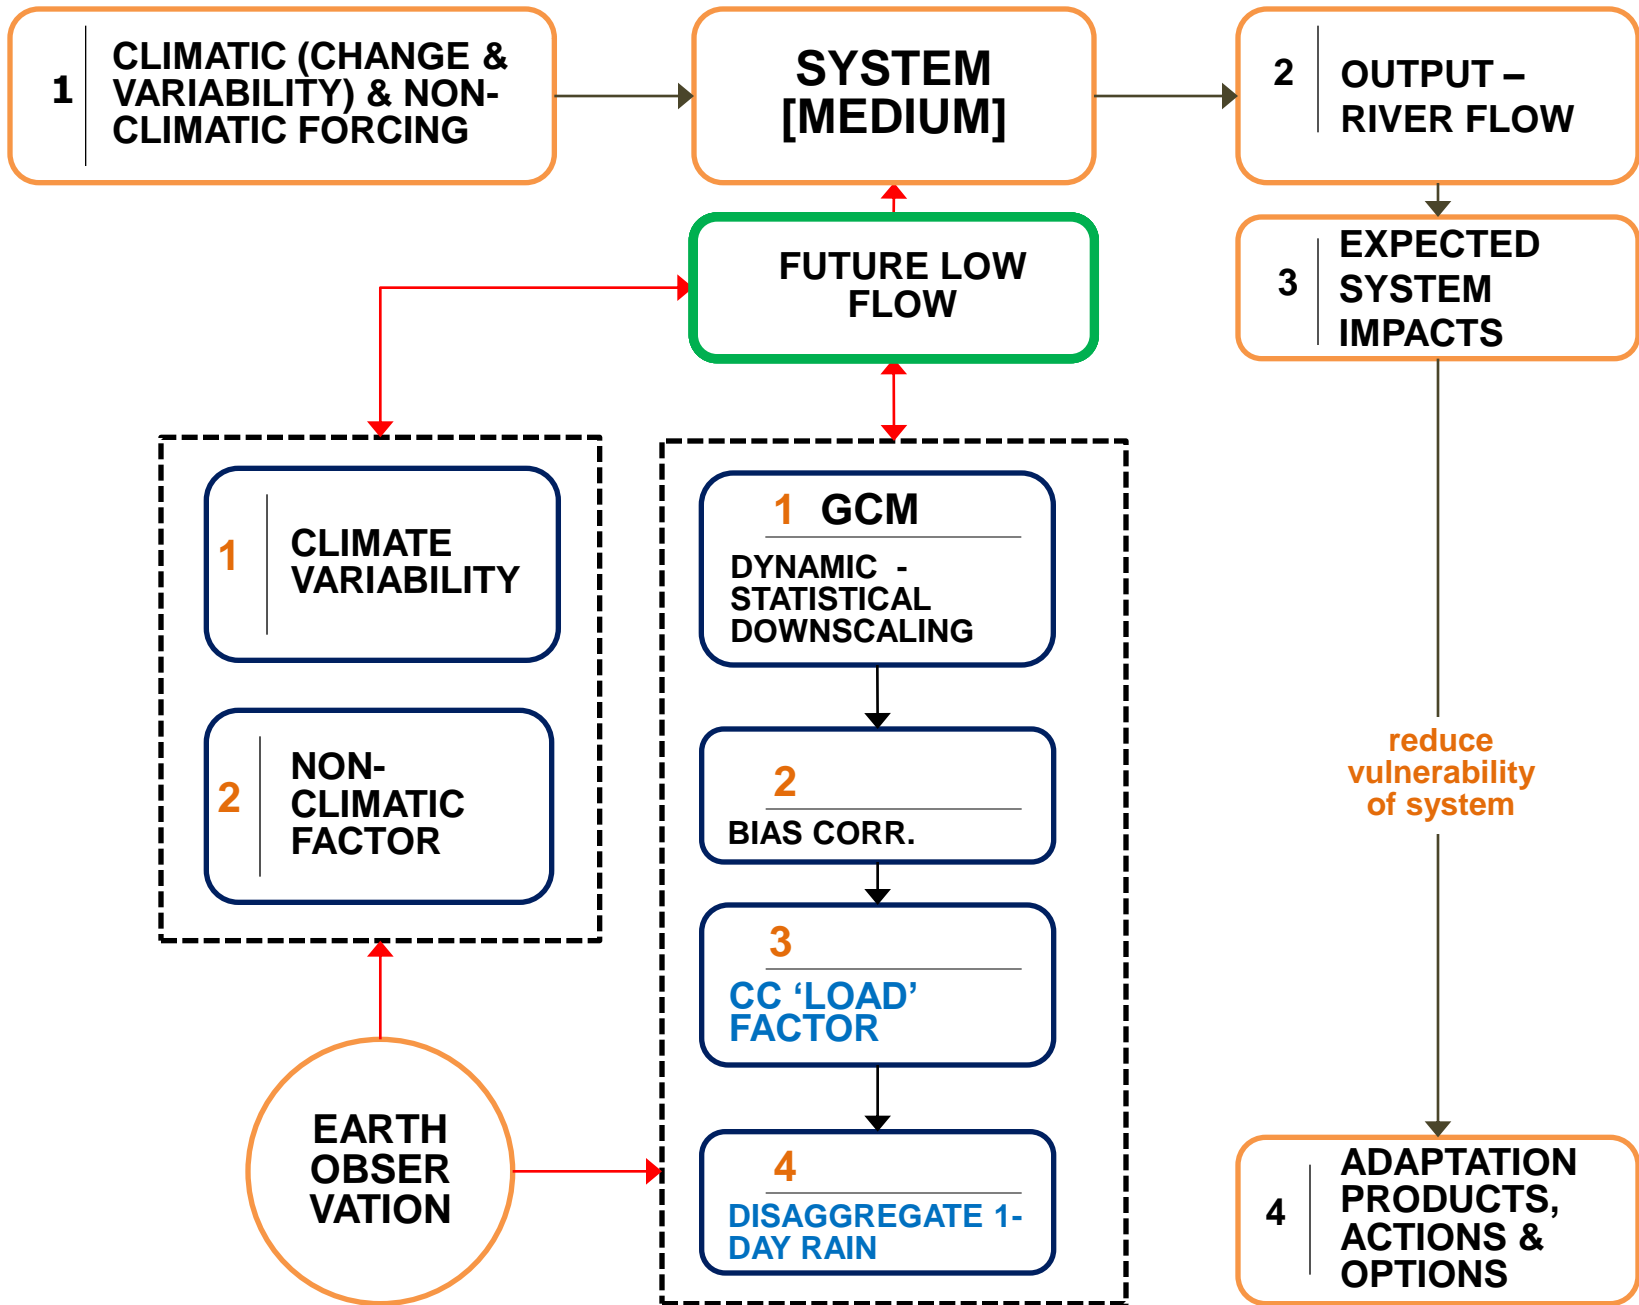 1
CLIMATIC (CHANGE &
VARIABILITY) & NON-
CLIMATIC FORCING
SYSTEM
[MEDIUM]
2
OUTPUT –
RIVER FLOW
FUTURE LOW
FLOW
3
EXPECTED
SYSTEM
IMPACTS
1
CLIMATE
VARIABILITY
2
NON-
CLIMATIC
FACTOR
1 GCM
DYNAMIC -
STATISTICAL
DOWNSCALING
2
BIAS CORR.
3
CC ‘LOAD’
FACTOR
4
DISAGGREGATE 1-
DAY RAIN
EARTH
OBSER
VATION
reduce
vulnerability
of system
4
ADAPTATION
PRODUCTS,
ACTIONS &
OPTIONS